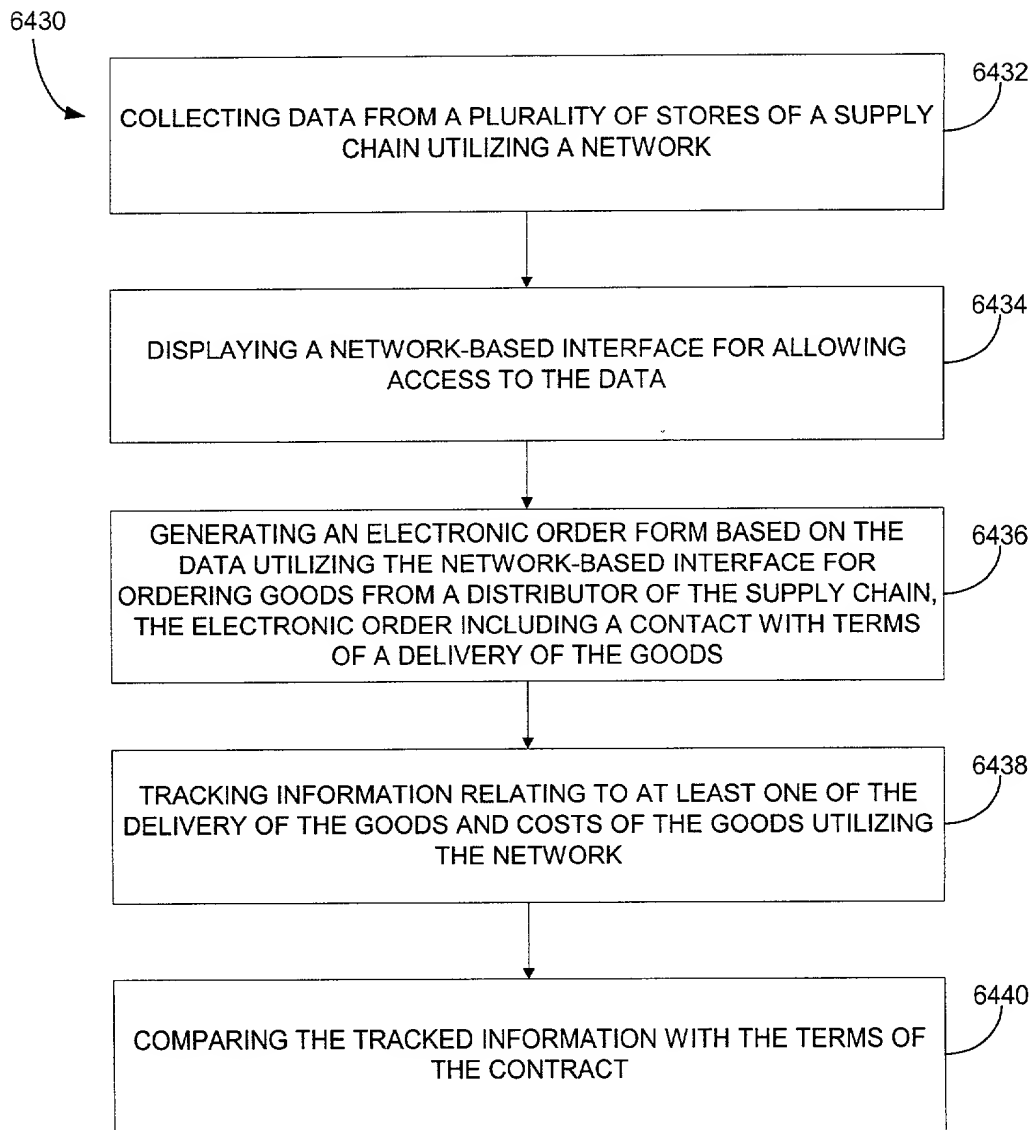 6430
6432
COLLECTING DATA FROM A PLURALITY OF STORES OF A SUPPLY
CHAIN UTILIZING A NETWORK
6434
DISPLAYING A NETWORK-BASED INTERFACE FOR ALLOWING
ACCESS TO THE DATA
6436
GENERATING AN ELECTRONIC ORDER FORM BASED ON THE
DATA UTILIZING THE NETWORK-BASED INTERFACE FOR
ORDERING GOODS FROM A DISTRIBUTOR OF THE SUPPLY CHAIN,
THE ELECTRONIC ORDER INCLUDING A CONTACT WITH TERMS
OF A DELIVERY OF THE GOODS
6438
TRACKING INFORMATION RELATING TO AT LEAST ONE OF THE
DELIVERY OF THE GOODS AND COSTS OF THE GOODS UTILIZING
THE NETWORK
6440
COMPARING THE TRACKED INFORMATION WITH THE TERMS OF
THE CONTRACT